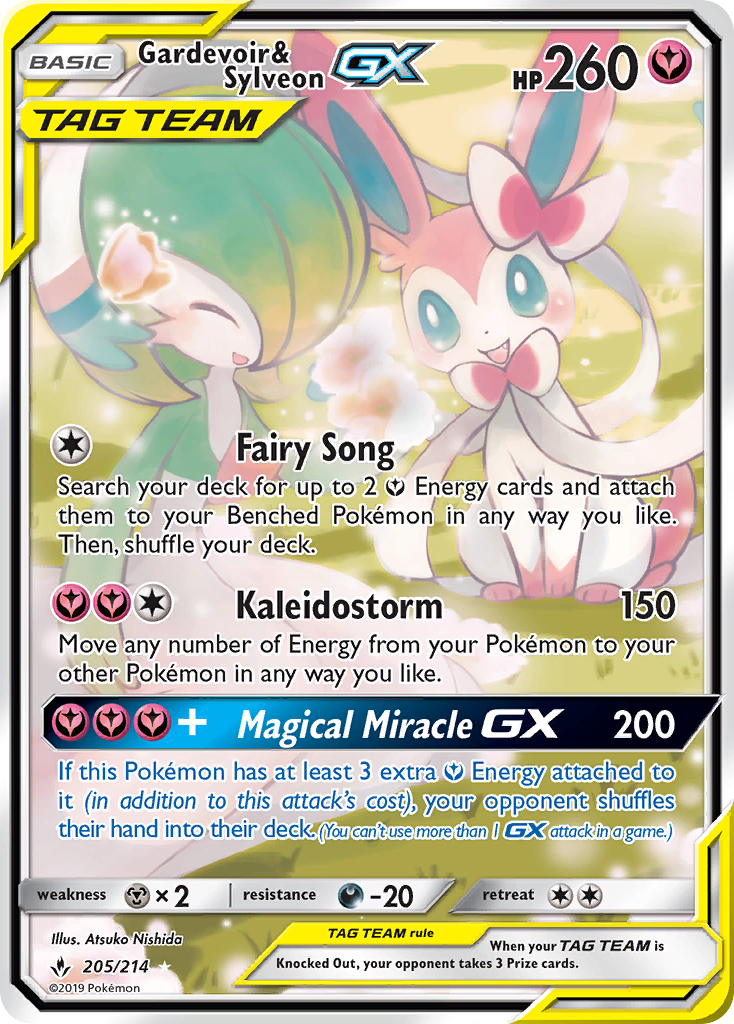 BASIC
Gardevoir&
Sylveon GX
HP 260
TAG TEAM
Fairy Song
Search your deck for up to 2 Energy cards and attach
them to your Benched Pokémon in any way you like.
Then, shuffle your deck.
Kaleidostorm 150
Move any number of Energy from your Pokémon to your
other Pokémon in any way you like.
+ Magical Miracle GX 200
If this Pokémon has at least 3 extra Energy attached to
it (in addition to this attack's cost), your opponent shuffles
their hand into their deck. (You can't use more than 1 GX attack in a game.)
weakness ×2 resistance -20 retreat
Illus. Atsuko Nishida
205/214
©2019 Pokémon
TAG TEAM rule
When your TAG TEAM is
Knocked Out, your opponent takes 3 Prize cards.